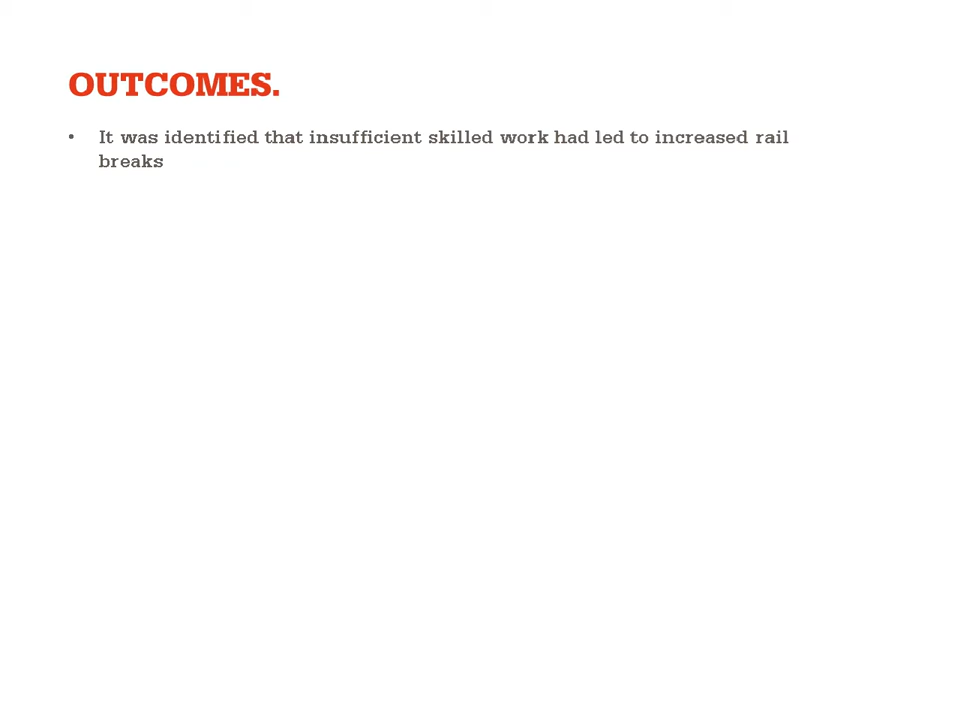 OUTCOMES.
• It was identified that insufficient skilled work had led to increased rail
breaks